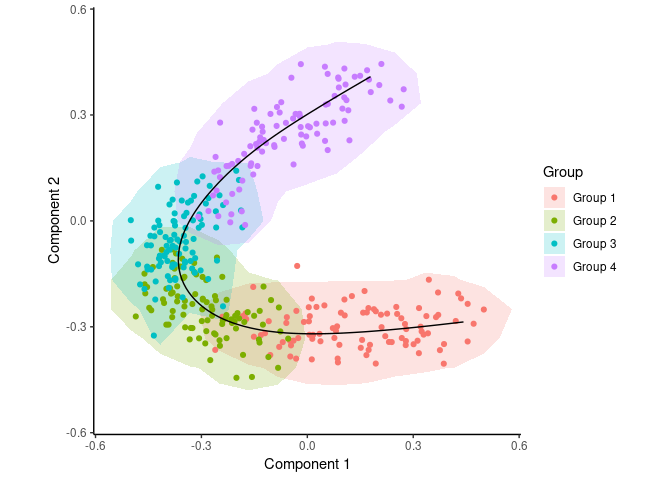 0.6
0.3
0.0
-0.3
-0.6
-0.6 -0.3 0.0 0.3 0.6
Component 1
Component 2
Group
Group 1
Group 2
Group 3
Group 4